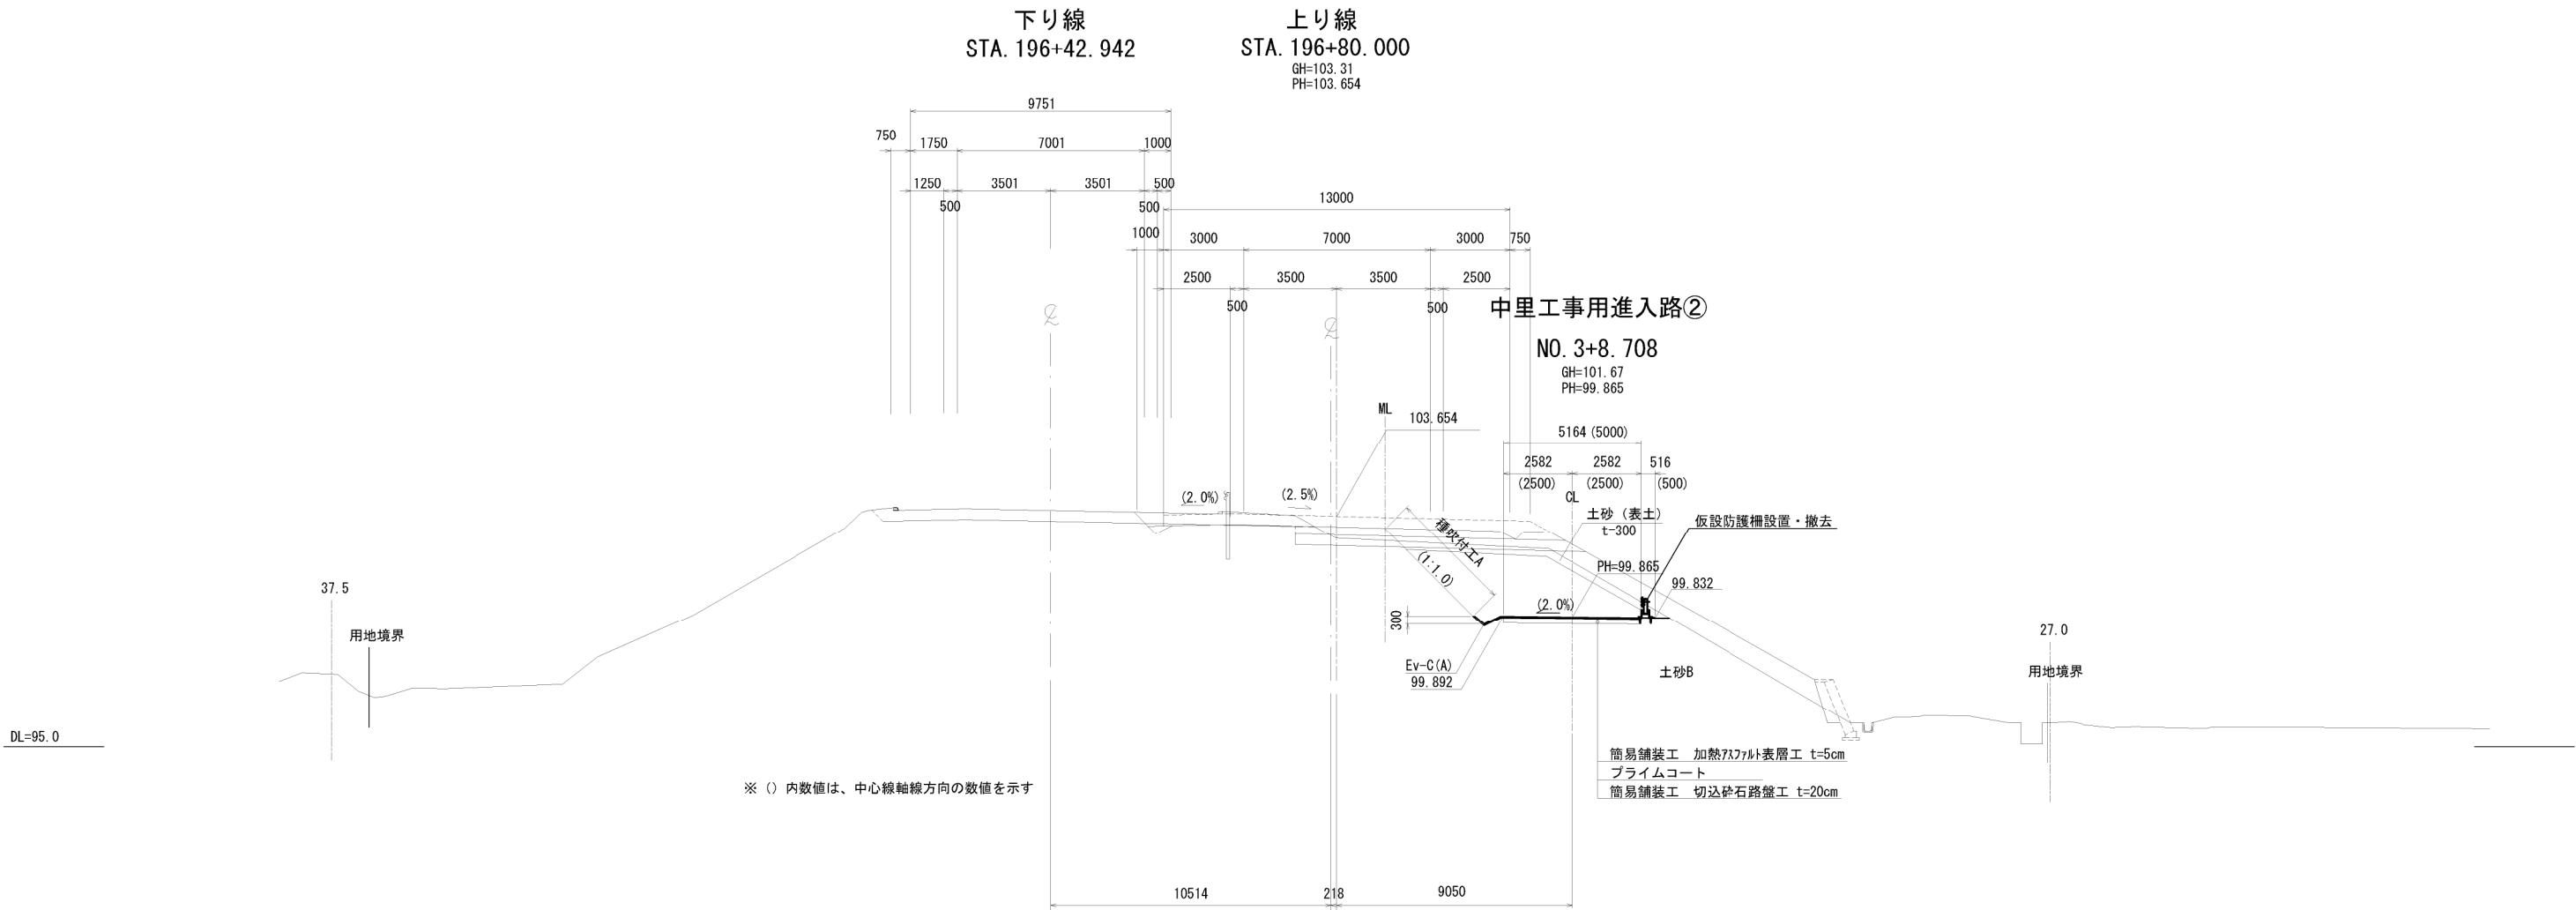 下り線
上り線
STA. 196+42. 942
STA. 196+80. 000
GH=103. 31
PH=103. 654
9751
750
1750
7001
1000
1250
3501
3501
500
500
500
13000
1000
3000
7000
3000
750
2500
3500
3500
2500
500
500
中里工事用進入路②
NO. 3+8. 708
GH=101. 67
PH=99. 865
ML
103. 654
5164 (5000)
2582
2582
516
(2500)
(2500)
(500)
CL
(2. 0%)
(2. 5%)
土砂 (表土)
t-300
仮設防護柵設置・撤去
種吹付工A
(1:1. 0)
PH=99. 865
99. 832
(2. 0%)
300
37. 5
用地境界
27. 0
用地境界
Ev-C(A)
99. 892
土砂B
DL=95. 0
簡易舗装工 加熱アスファルト表層工 t=5cm
プライムコート
簡易舗装工 切込砕石路盤工 t=20cm
※ () 内数値は、中心線軸線方向の数値を示す
10514
218
9050